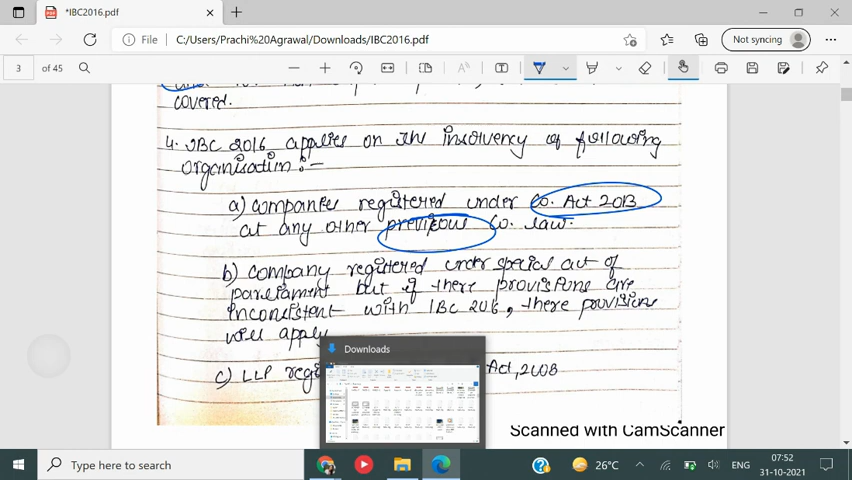 *IBC2016.pdf
File C:/Users/Prachi%20Agrawal/Downloads/IBC2016.pdf
Not syncing
3 of 45
covered.
4. IBC 2016 applies on the insolvency of following
organisation :-
a) companies registered under Co. Act 2013
at any other previous Co. law.
b) company registered under special act of
parliament but if there provisions are
inconsistent with IBC 206, there provisions
will apply
c) LLP regi Act, 2008
Downloads
Scanned with CamScanner
Type here to search
26°C
ENG
07:52
31-10-2021